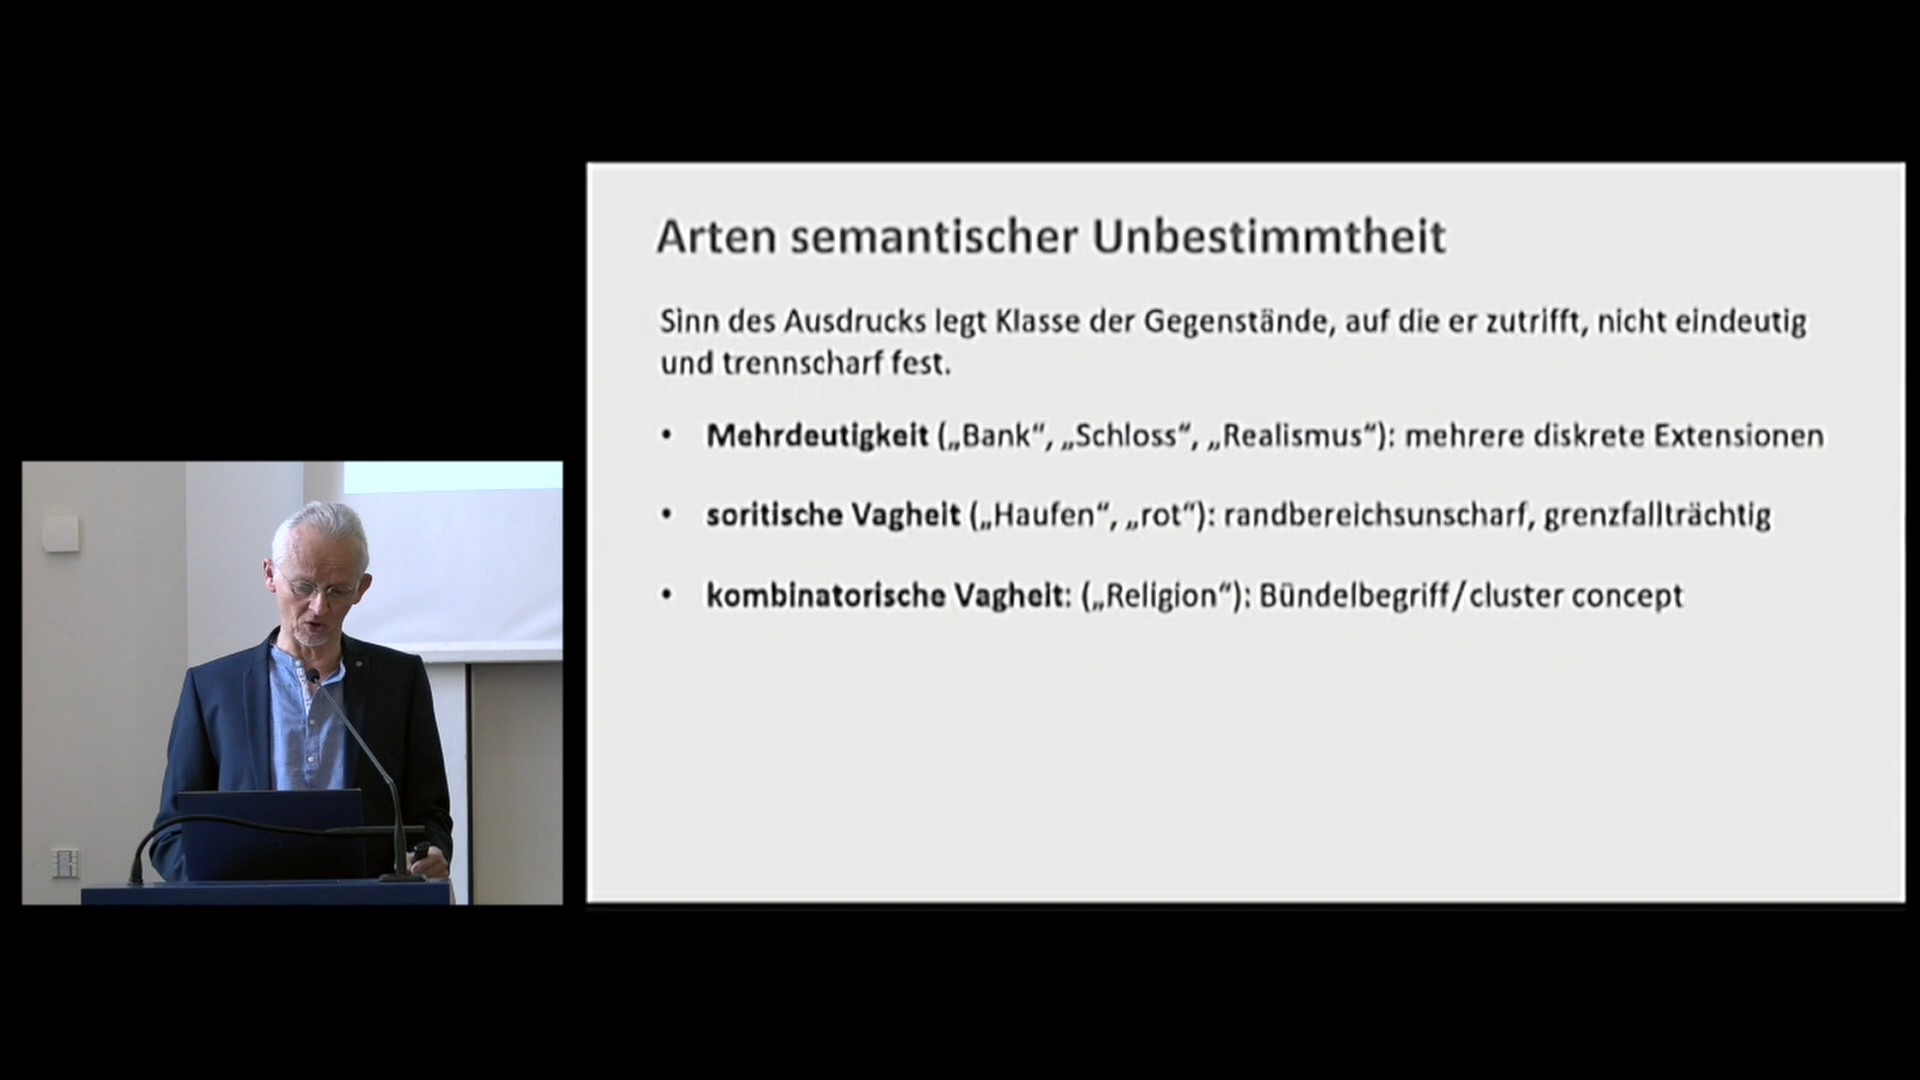 Arten semantischer Unbestimmtheit
Sinn des Ausdrucks legt Klasse der Gegenstände, auf die er zutrifft, nicht eindeutig
und trennscharf fest.
• Mehrdeutigkeit („Bank“, „Schloss“, „Realismus“): mehrere diskrete Extensionen
• soritische Vagheit („Haufen“, „rot“): randbereichsunscharf, grenzfallträchtig
• kombinatorische Vagheit: („Religion“): Bündelbegriff/cluster concept